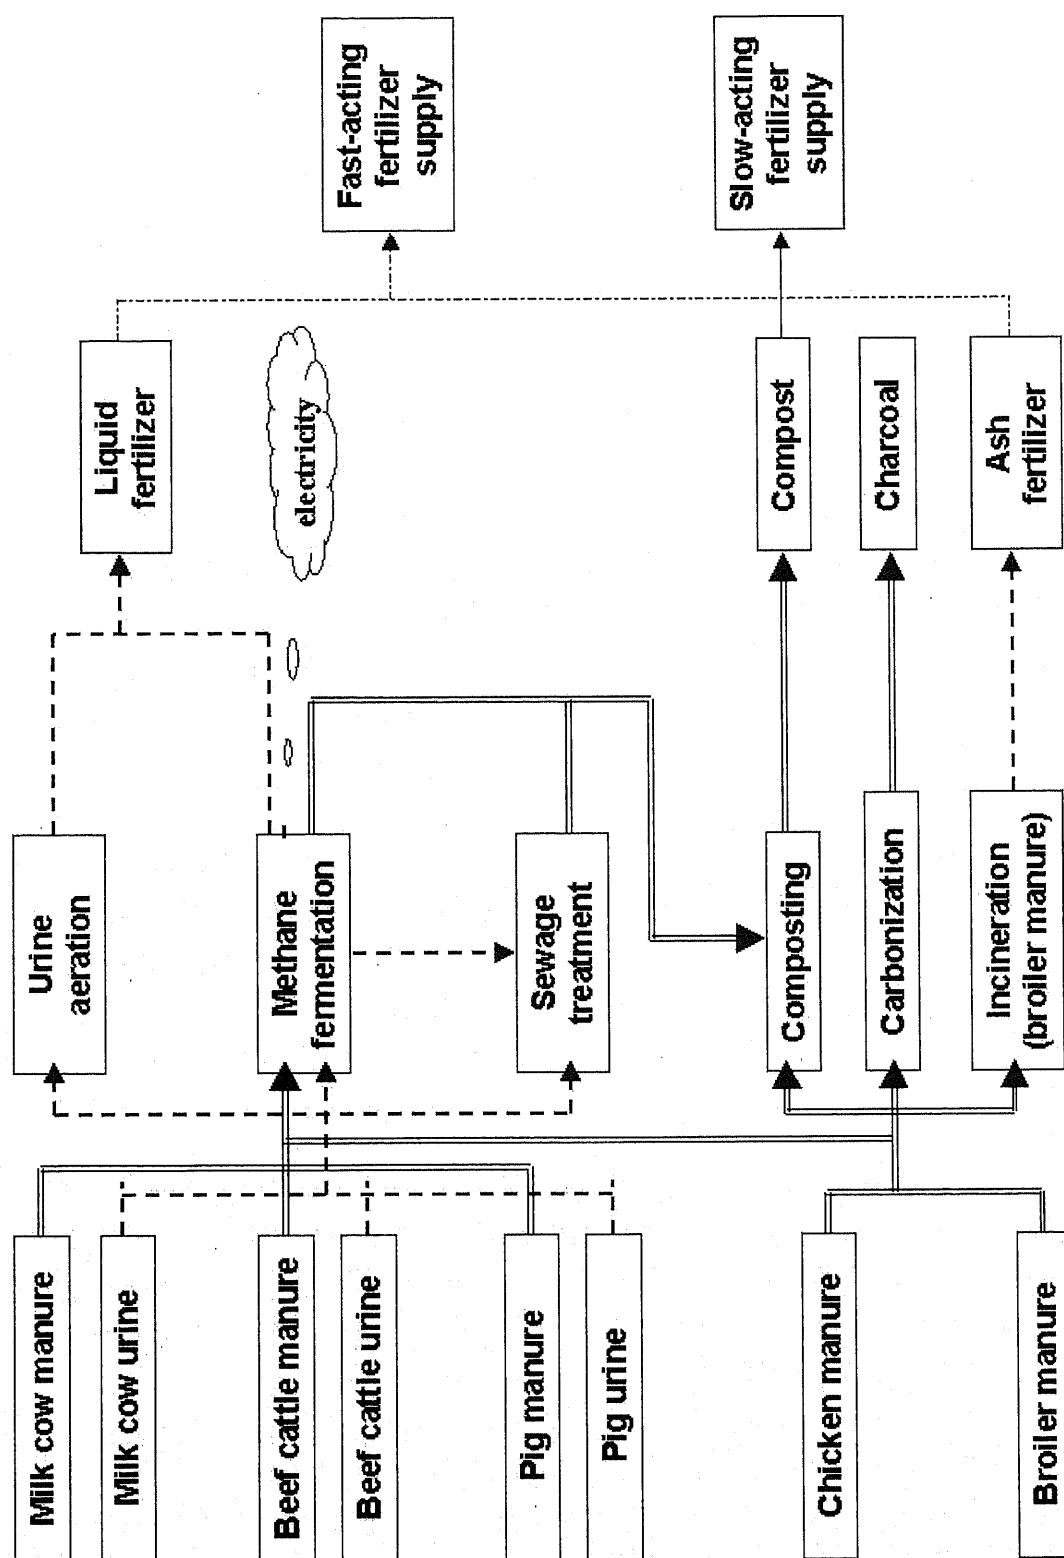 Milk cow manure
Milk cow urine
Beef cattle manure
Beef cattle urine
Pig manure
Pig urine
Chicken manure
Broiler manure
Urine
aeration
Methane
fermentation
Sewage
treatment
Composting
Carbonization
Incineration
(broiler manure)
Liquid
fertilizer
electricity
Compost
Charcoal
Ash
fertilizer
Fast-acting
fertilizer
supply
Slow-acting
fertilizer
supply